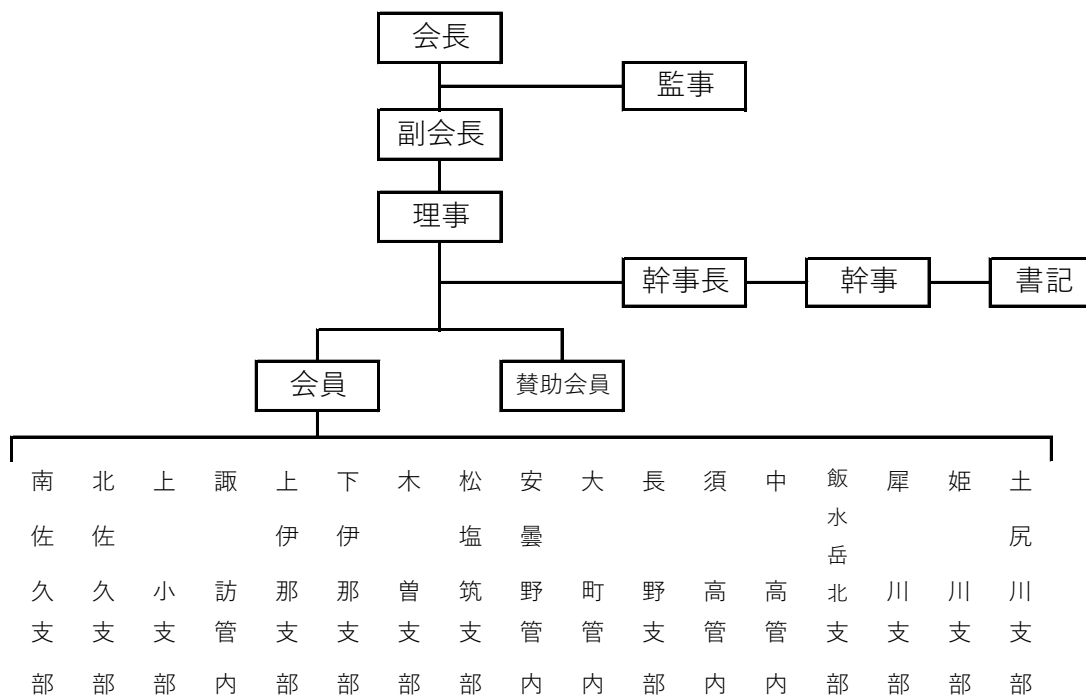 会長
監事
副会長
理事
幹事長
幹事
書記
会員
賛助会員
南佐久支部
北佐久支部
上小支部
諏訪管内
上伊那支部
下伊那支部
木曽支部
松塩筑支部
安曇野管内
大町管内
長野支部
須高管内
中高管内
飯水岳北支部
犀川支部
姫川支部
土尻川支部